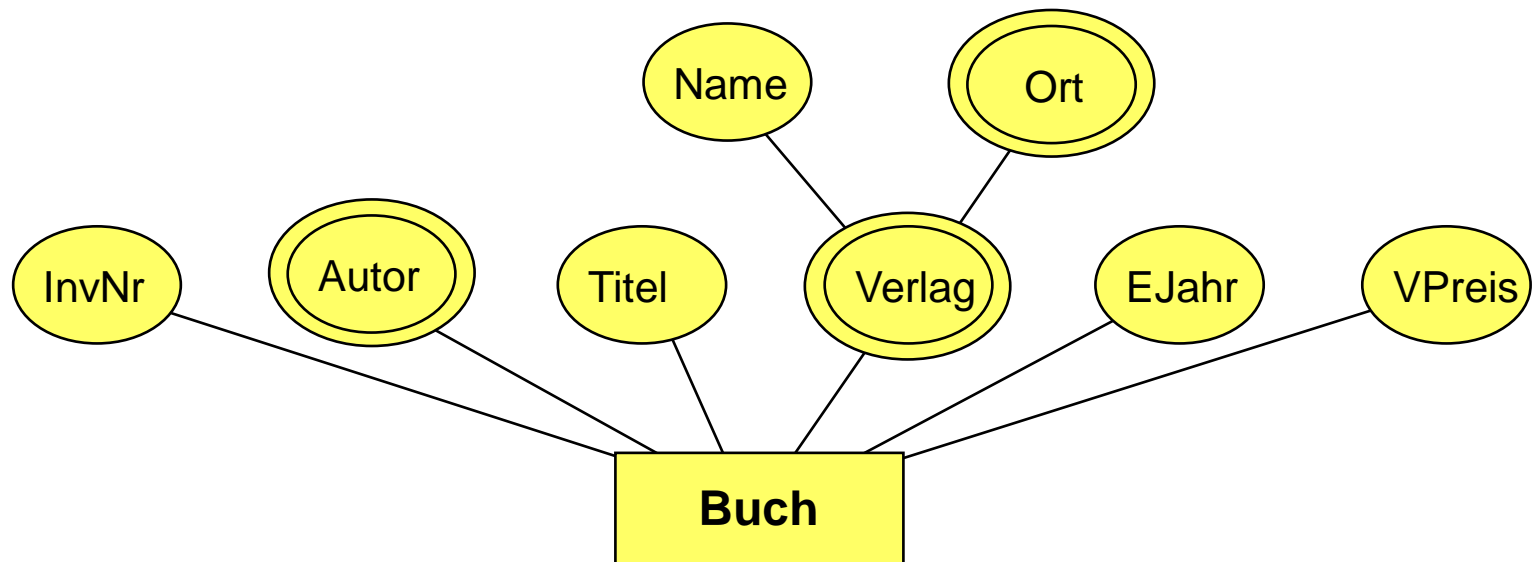 Name
Ort
InvNr
Autor
Titel
Verlag
EJahr
VPreis
Buch